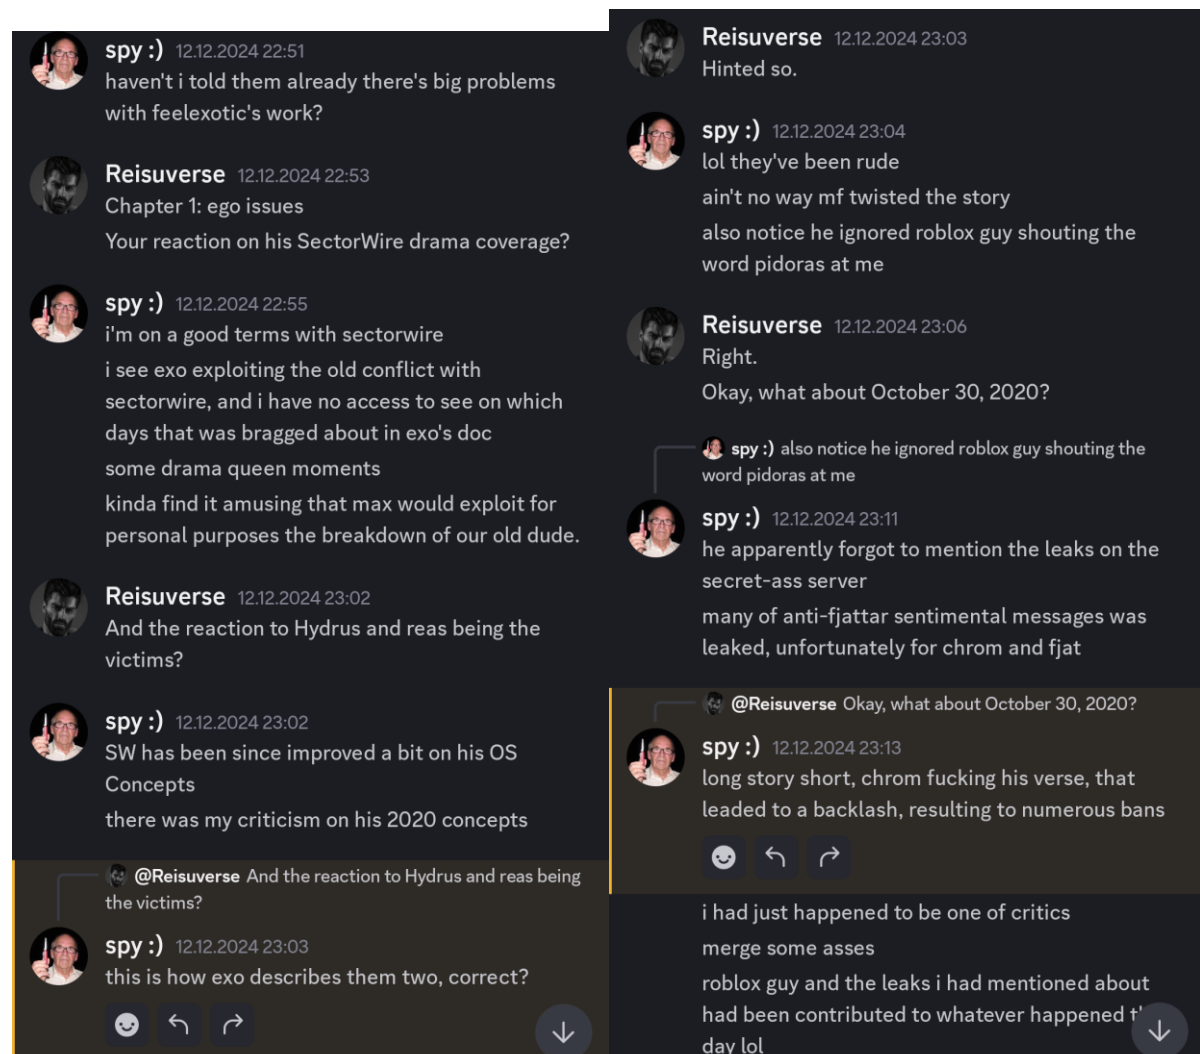 spy :) 12.12.2024 22:51
haven't i told them already there's big problems
with feelexotic's work?
Reisuverse 12.12.2024 22:53
Chapter 1: ego issues
Your reaction on his SectorWire drama coverage?
spy :) 12.12.2024 22:55
i'm on a good terms with sectorwire
i see exo exploiting the old conflict with
sectorwire, and i have no access to see on which
days that was bragged about in exo's doc
some drama queen moments
kinda find it amusing that max would exploit for
personal purposes the breakdown of our old dude.
Reisuverse 12.12.2024 23:02
And the reaction to Hydrus and reas being the
victims?
spy :) 12.12.2024 23:02
SW has been since improved a bit on his OS
Concepts
there was my criticism on his 2020 concepts
@Reisuverse And the reaction to Hydrus and reas being
the victims?
spy :) 12.12.2024 23:03
this is how exo describes them two, correct?
Reisuverse 12.12.2024 23:03
Hinted so.
spy :) 12.12.2024 23:04
lol they've been rude
ain't no way mf twisted the story
also notice he ignored roblox guy shouting the
word pidoras at me
Reisuverse 12.12.2024 23:06
Right.
Okay, what about October 30, 2020?
spy :) also notice he ignored roblox guy shouting the
word pidoras at me
spy :) 12.12.2024 23:11
he apparently forgot to mention the leaks on the
secret-ass server
many of anti-fjattar sentimental messages was
leaked, unfortunately for chrom and fjat
@Reisuverse Okay, what about October 30, 2020?
spy :) 12.12.2024 23:13
long story short, chrom fucking his verse, that
leaded to a backlash, resulting to numerous bans
i had just happened to be one of critics
merge some asses
roblox guy and the leaks i had mentioned about
had been contributed to whatever happened
day lol